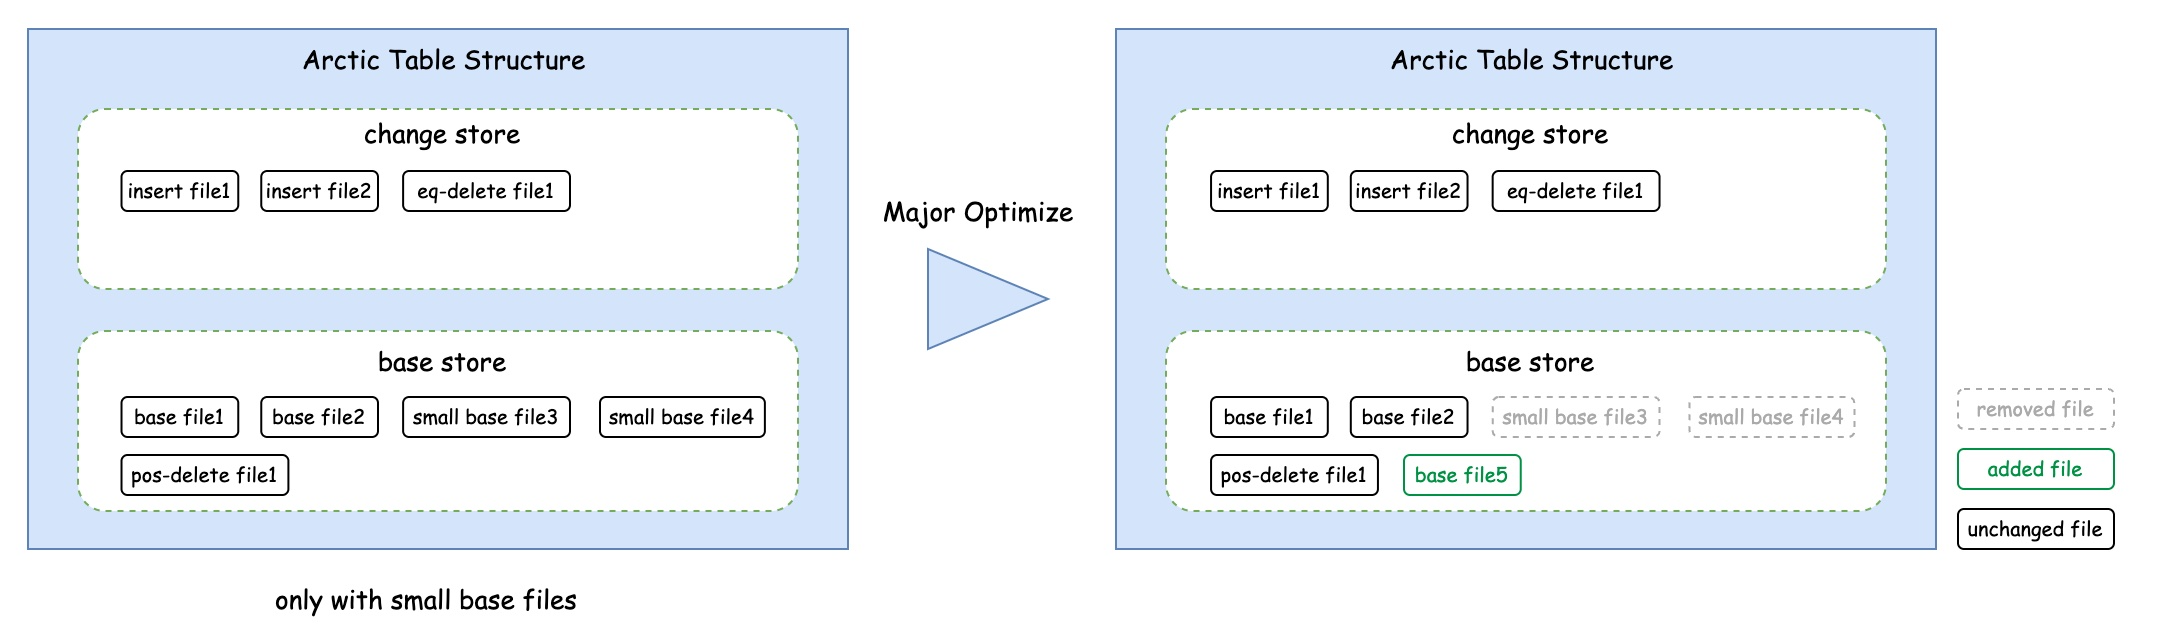 Arctic Table Structure
change store
insert file1 insert file2 eq-delete file1
base store
base file1 base file2 small base file3 small base file4
pos-delete file1
only with small base files
Major Optimize
Arctic Table Structure
change store
insert file1 insert file2 eq-delete file1
base store
base file1 base file2 small base file3 small base file4
pos-delete file1 base file5
removed file
added file
unchanged file